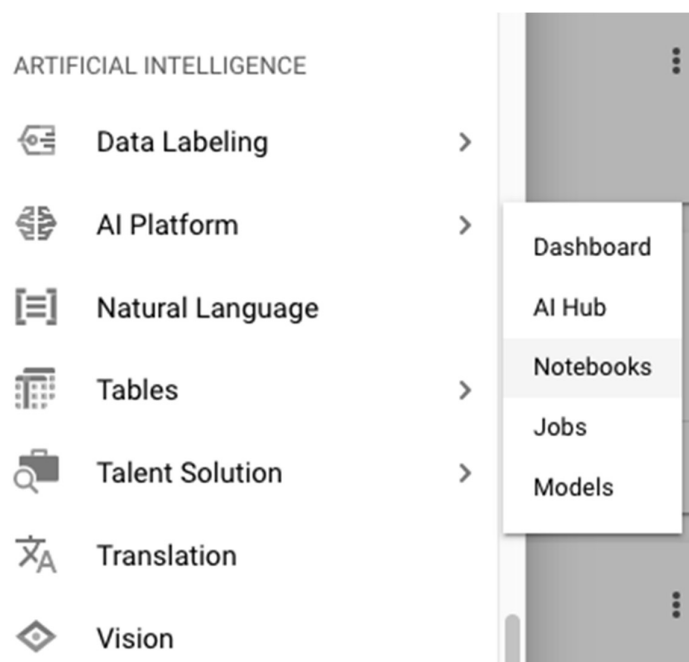 ARTIFICIAL INTELLIGENCE
Data Labeling
AI Platform
Natural Language
Tables
Talent Solution
Translation
Vision
Dashboard
AI Hub
Notebooks
Jobs
Models